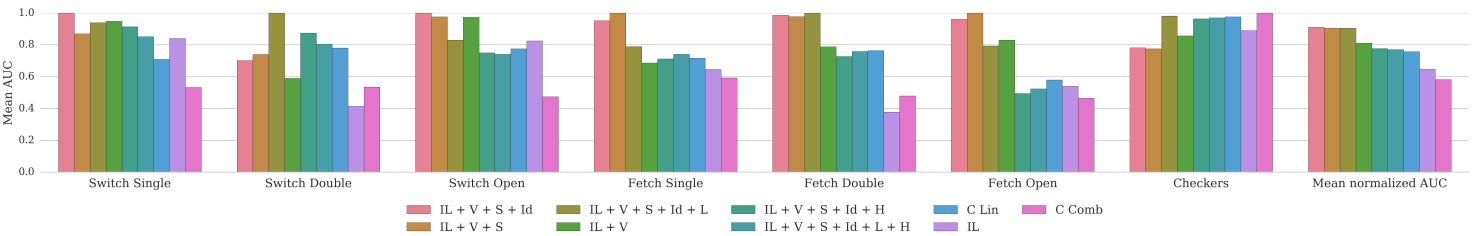 Mean AUC
1.0
0.8
0.6
0.4
0.2
0.0
Switch Single
Switch Double
Switch Open
Fetch Single
Fetch Double
Fetch Open
Checkers
Mean normalized AUC
IL + V + S + Id
IL + V + S + Id + L
IL + V + S + Id + H
C Lin
C Comb
IL + V + S
IL + V
IL + V + S + Id + L + H
IL